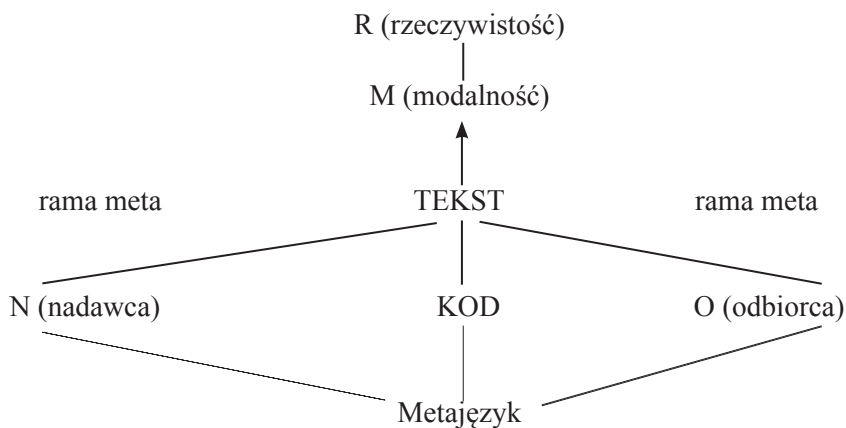 R (rzeczywistość)
M (modalność)
rama meta TEKST rama meta
N (nadawca) KOD O (odbiorca)
Metajęzyk